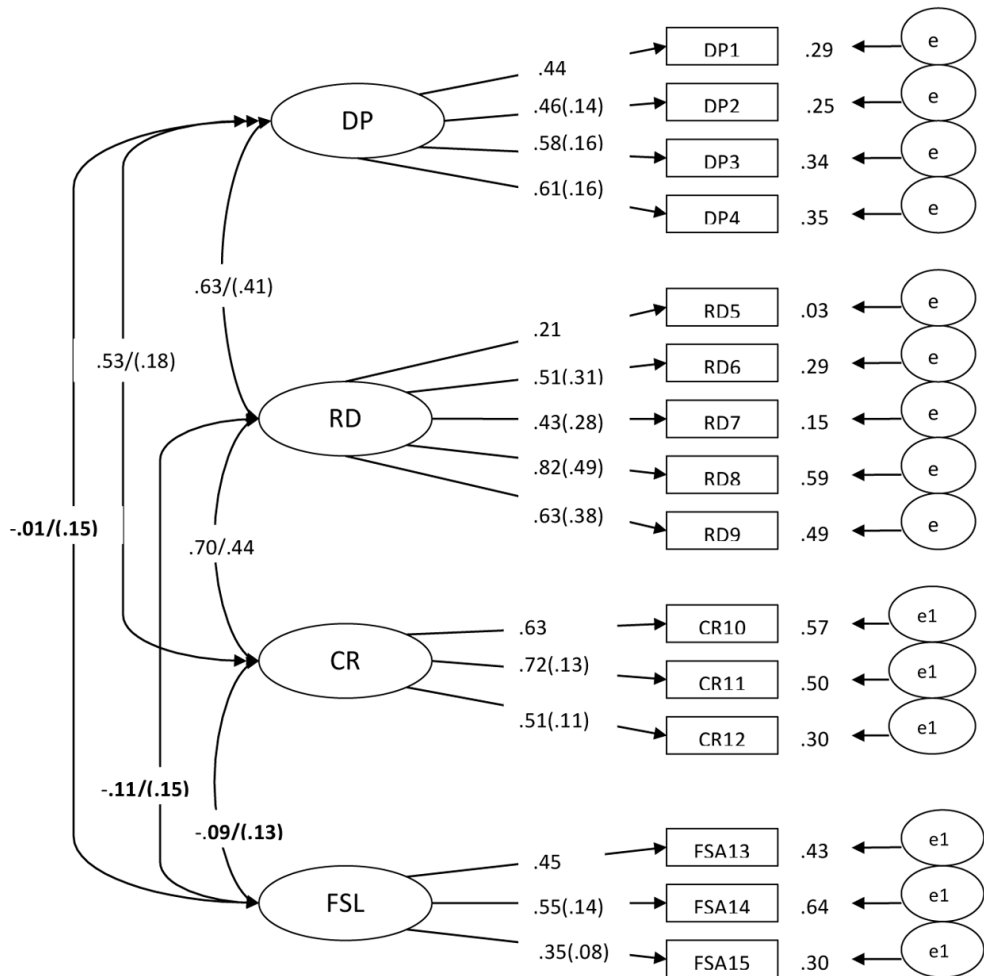 DP1 .29 e
.44
DP2 .25 e
.46(.14)
DP
DP3 .34 e
.58(.16)
.61(.16)
DP4 .35 e
.63/(.41)
RD5 .03 e
.21
.53/(.18)
RD6 .29 e
.51(.31)
RD
.43(.28)
RD7 .15 e
.82(.49)
RD8 .59 e
.63(.38)
RD9 .49 e
-.01/(.15)
.70/.44
.63
CR10 .57 e1
CR
.72(.13)
CR11 .50 e1
.51(.11)
CR12 .30 e1
-.11/(.15)
-.09/(.13)
FSA13 .43 e1
.45
FSL
.55(.14)
FSA14 .64 e1
.35(.08)
FSA15 .30 e1